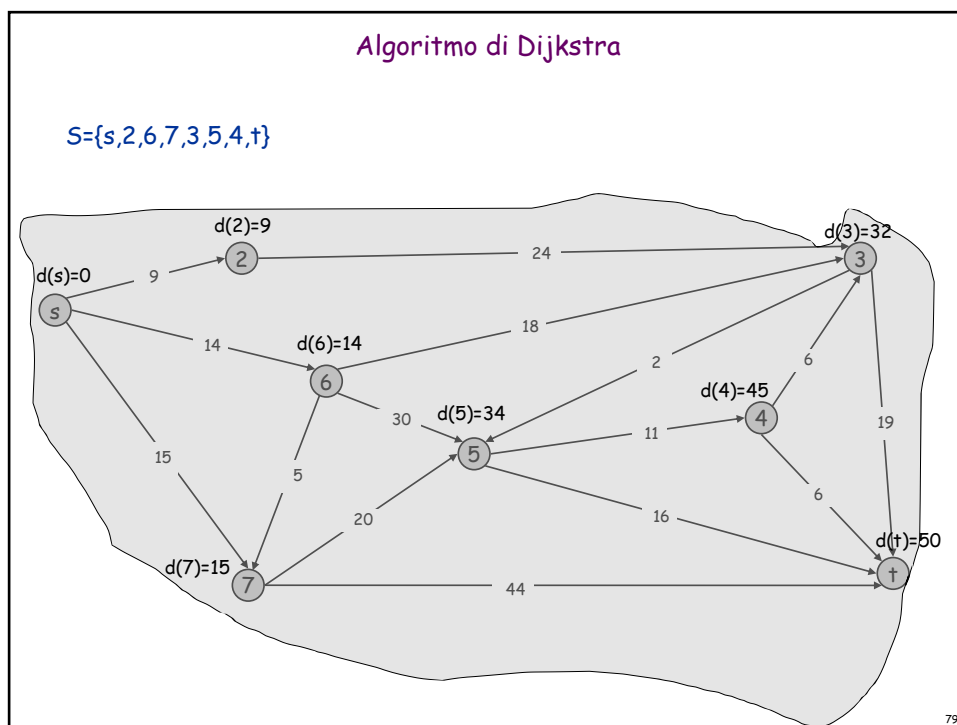 Algoritmo di Dijkstra
S={s,2,6,7,3,5,4,t}
d(2)=9
d(3)=32
2
24
3
d(s)=0
9
s
18
14
d(6)=14
6
2
6
d(4)=45
30
d(5)=34
4
19
11
15
5
5
6
20
16
d(t)=50
d(7)=15
7
t
44
79